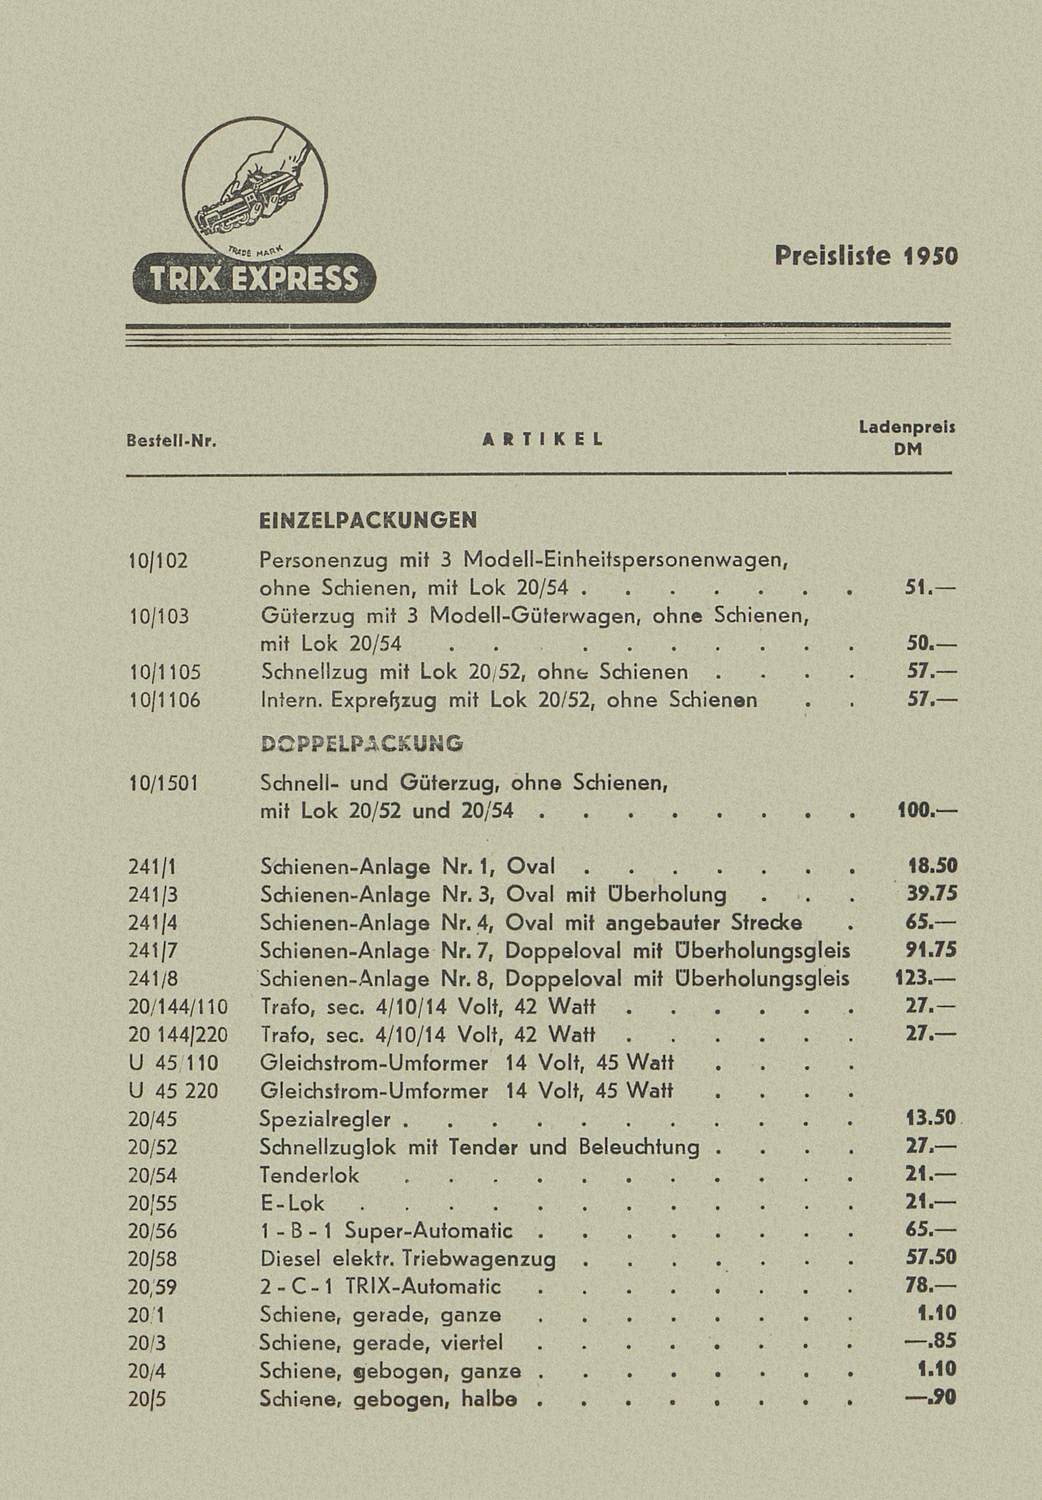 TRADE MARK
TRIX EXPRESS
Preisliste 1950
Bestell-Nr. ARTIKEL Ladenpreis DM
EINZELPACKUNGEN
10/102 Personenzug mit 3 Modell-Einheitspersonenwagen,
ohne Schienen, mit Lok 20/54 . . . . . . . 51.—
10/103 Güterzug mit 3 Modell-Güterwagen, ohne Schienen,
mit Lok 20/54 . . . . . . . . . 50.—
10/1105 Schnellzug mit Lok 20/52, ohne Schienen . . . . 57.—
10/1106 Intern. Expreßzug mit Lok 20/52, ohne Schienen . . 57.—
DOPPELPACKUNG
10/1501 Schnell- und Güterzug, ohne Schienen,
mit Lok 20/52 und 20/54 . . . . . . . . 100.—
241/1 Schienen-Anlage Nr. 1, Oval . . . . . . . 18.50
241/3 Schienen-Anlage Nr. 3, Oval mit Überholung . . . 39.75
241/4 Schienen-Anlage Nr. 4, Oval mit angebauter Strecke . 65.—
241/7 Schienen-Anlage Nr. 7, Doppeloval mit Überholungsgleis 91.75
241/8 Schienen-Anlage Nr. 8, Doppeloval mit Überholungsgleis 123.—
20/144/110 Trafo, sec. 4/10/14 Volt, 42 Watt . . . . . . 27.—
20 144/220 Trafo, sec. 4/10/14 Volt, 42 Watt . . . . . . 27.—
U 45/110 Gleichstrom-Umformer 14 Volt, 45 Watt . . . .
U 45 220 Gleichstrom-Umformer 14 Volt, 45 Watt . . . .
20/45 Spezialregler . . . . . . . . . . . 13.50
20/52 Schnellzuglok mit Tender und Beleuchtung . . . . 27.—
20/54 Tenderlok . . . . . . . . . . . 21.—
20/55 E-Lok . . . . . . . . . . . . 21.—
20/56 1 - B - 1 Super-Automatic . . . . . . . . 65.—
20/58 Diesel elektr. Triebwagenzug . . . . . . . 57.50
20/59 2 - C - 1 TRIX-Automatic . . . . . . . . 78.—
20/1 Schiene, gerade, ganze . . . . . . . . 1.10
20/3 Schiene, gerade, viertel . . . . . . . . —.85
20/4 Schiene, gebogen, ganze . . . . . . . . 1.10
20/5 Schiene, gebogen, halbe . . . . . . . . —.90